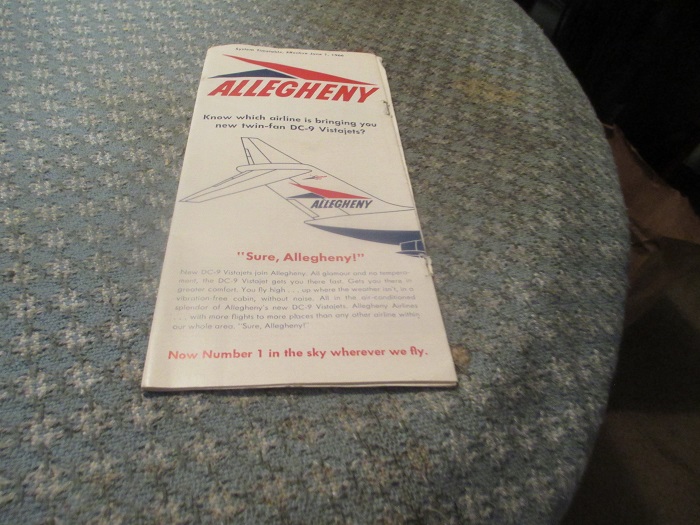 System Timetable, Effective June 1, 1966
ALLEGHENY
Know which airline is bringing you
new twin-fan DC-9 Vistajets?
ALLEGHENY
"Sure, Allegheny!"
New DC-9 Vistajets join Allegheny. All glamour and no tempera-
ment, the DC-9 Vistajet gets you there fast. Gets you there in
greater comfort. You fly high . . . up where the weather isn't, in a
vibration-free cabin, without noise. All in the air-conditioned
splendor of Allegheny's new DC-9 Vistajets. Allegheny Airlines
. . . with more flights to more places than any other airline within
our whole area. "Sure, Allegheny!"
Now Number 1 in the sky wherever we fly.